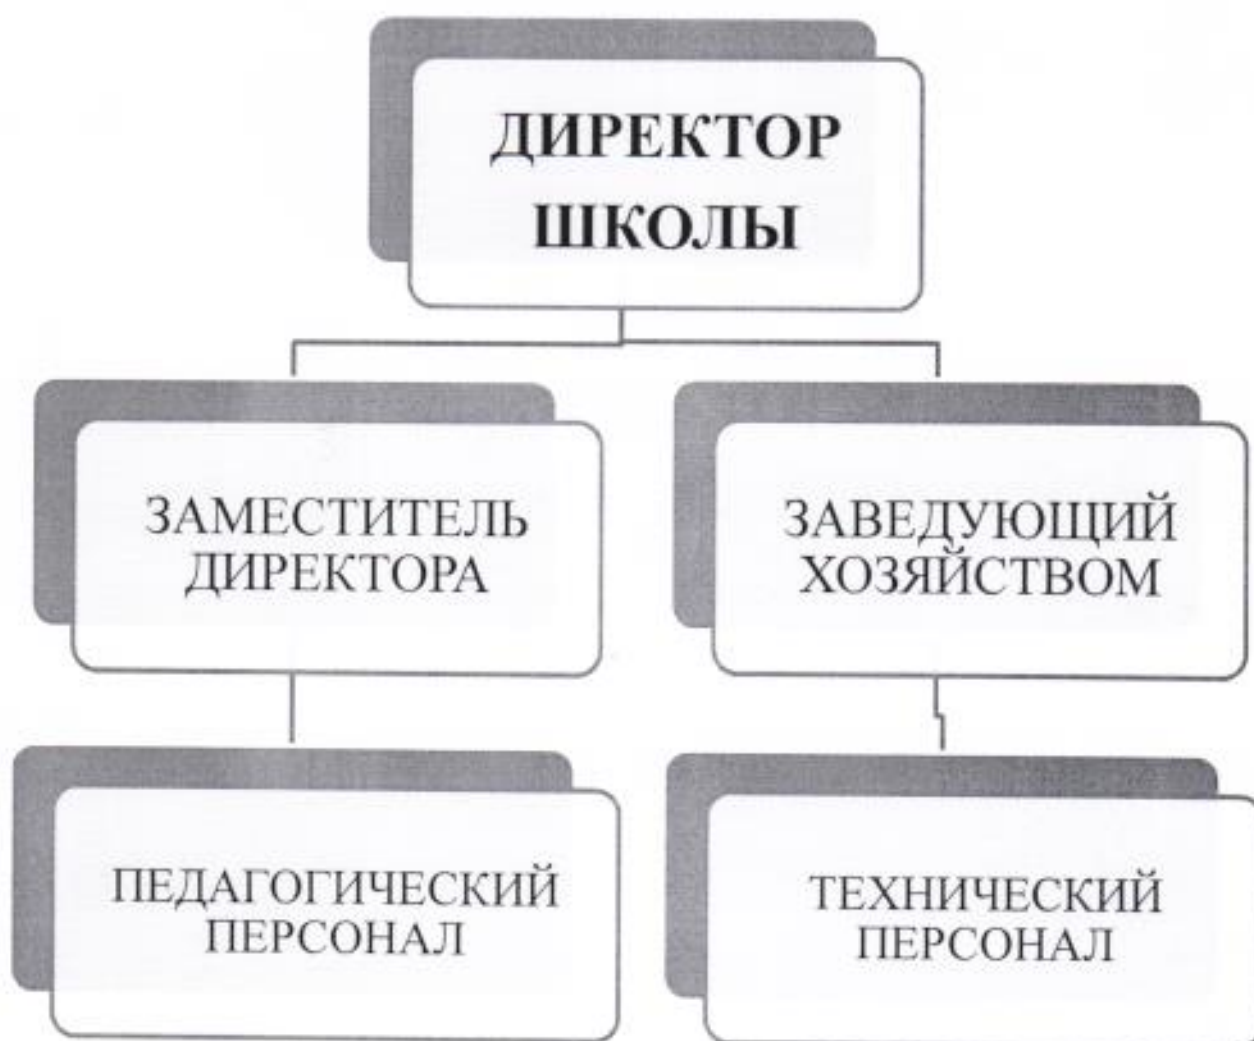 ДИРЕКТОР
ШКОЛЫ
ЗАМЕСТИТЕЛЬ
ДИРЕКТОРА
ЗАВЕДУЮЩИЙ
ХОЗЯЙСТВОМ
ПЕДАГОГИЧЕСКИЙ
ПЕРСОНАЛ
ТЕХНИЧЕСКИЙ
ПЕРСОНАЛ